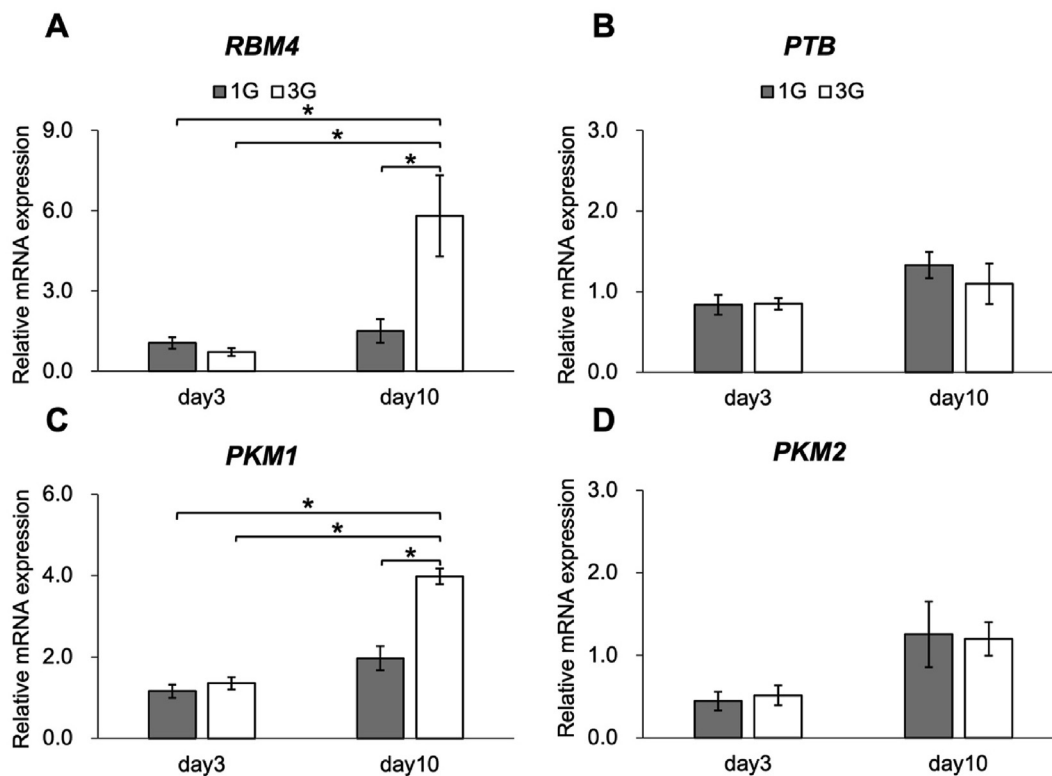 A
RBM4
1G 3G
*
*
*
Relative mRNA expression
9.0
6.0
3.0
0.0
day3 day10
B
PTB
1G 3G
Relative mRNA expression
3.0
2.0
1.0
0.0
day3 day10
C
PKM1
*
*
*
Relative mRNA expression
6.0
4.0
2.0
0.0
day3 day10
D
PKM2
Relative mRNA expression
3.0
2.0
1.0
0.0
day3 day10